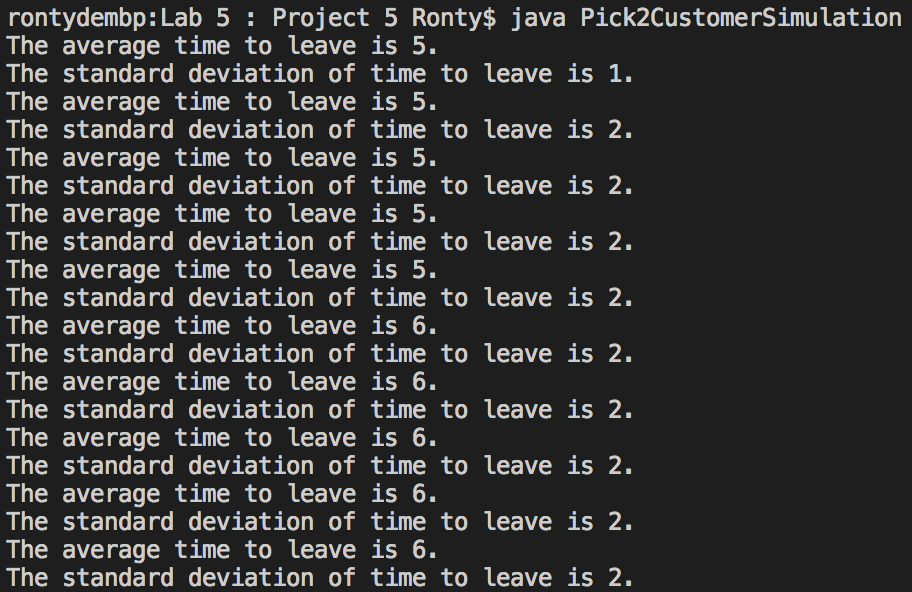 rontydembp:Lab 5 : Project 5 Ronty$ java Pick2CustomerSimulation
The average time to leave is 5.
The standard deviation of time to leave is 1.
The average time to leave is 5.
The standard deviation of time to leave is 2.
The average time to leave is 5.
The standard deviation of time to leave is 2.
The average time to leave is 5.
The standard deviation of time to leave is 2.
The average time to leave is 5.
The standard deviation of time to leave is 2.
The average time to leave is 6.
The standard deviation of time to leave is 2.
The average time to leave is 6.
The standard deviation of time to leave is 2.
The average time to leave is 6.
The standard deviation of time to leave is 2.
The average time to leave is 6.
The standard deviation of time to leave is 2.
The average time to leave is 6.
The standard deviation of time to leave is 2.